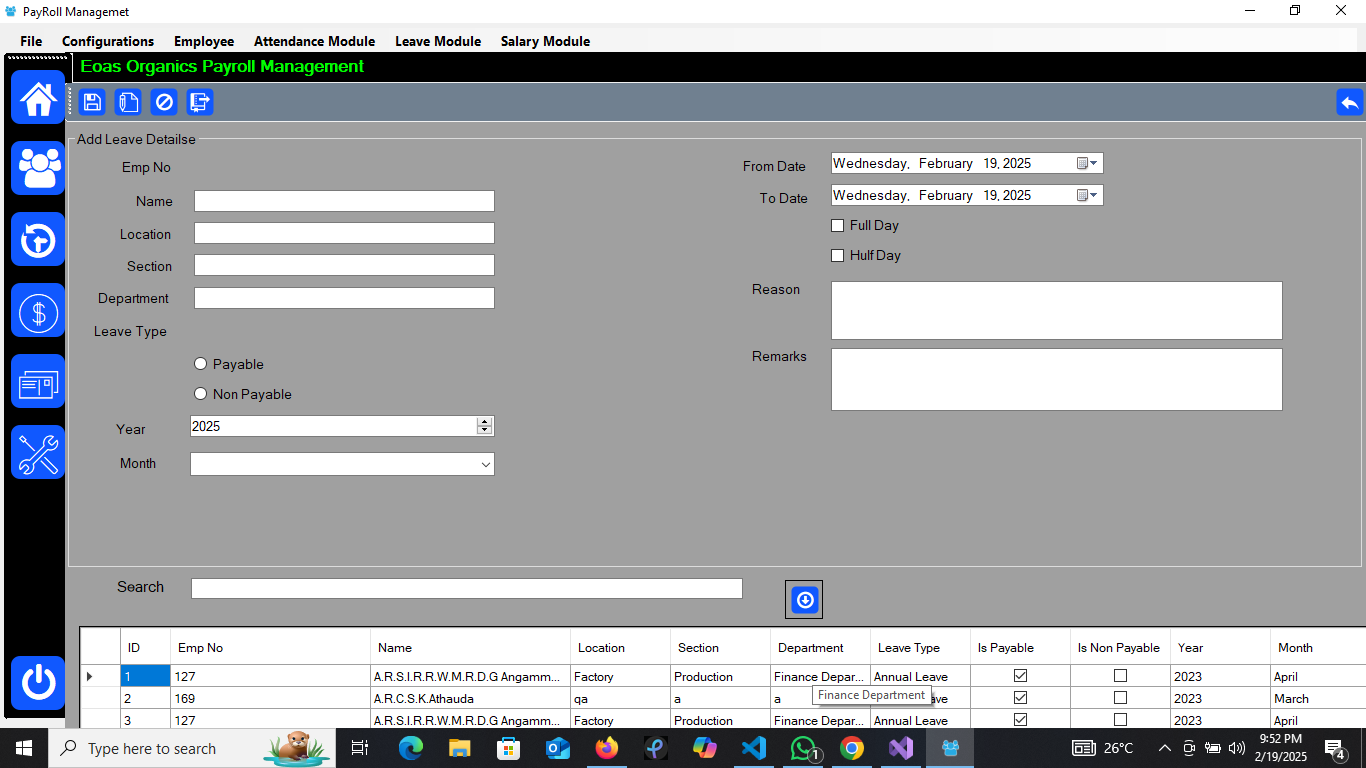 PayRoll Managemet
File Configurations Employee Attendance Module Leave Module Salary Module
Eoas Organics Payroll Management
Add Leave Detailse
Emp No
Name
Location
Section
Department
Leave Type
Payable
Non Payable
Year 2025
Month
From Date Wednesday, February 19, 2025
To Date Wednesday, February 19, 2025
Full Day
Hulf Day
Reason
Remarks
Search
ID Emp No Name Location Section Department Leave Type Is Payable Is Non Payable Year Month
1 127 A.R.S.I.R.R.W.M.R.D.G Angamm... Factory Production Finance Depar... Annual Leave 2023 April
2 169 A.R.C.S.K.Athauda qa a a ve 2023 March
Finance Department
3 127 A.R.S.I.R.R.W.M.R.D.G Angamm... Factory Production Finance Depar... Annual Leave 2023 April
Type here to search
1
26°C
9:52 PM
2/19/2025
4